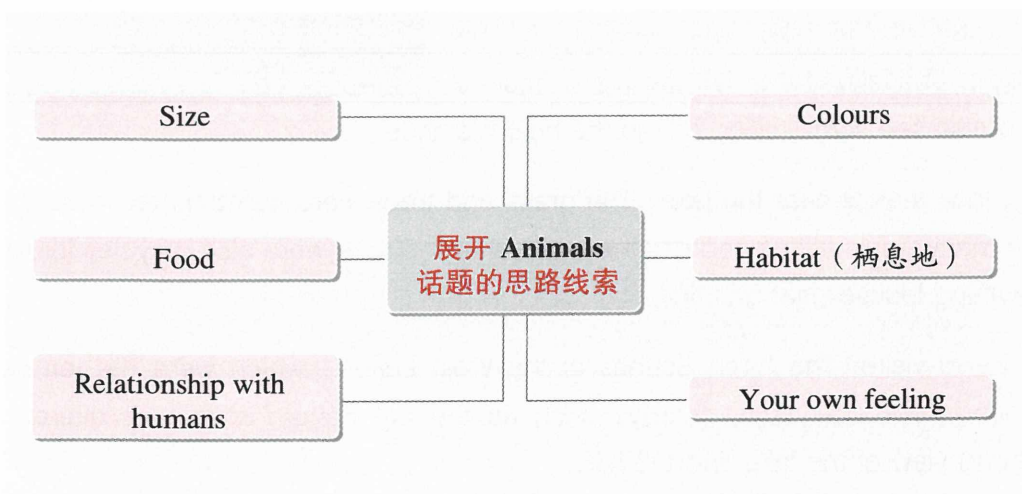 Size
Colours
展开 Animals
话题的思路线索
Food
Habitat（栖息地）
Relationship with
humans
Your own feeling